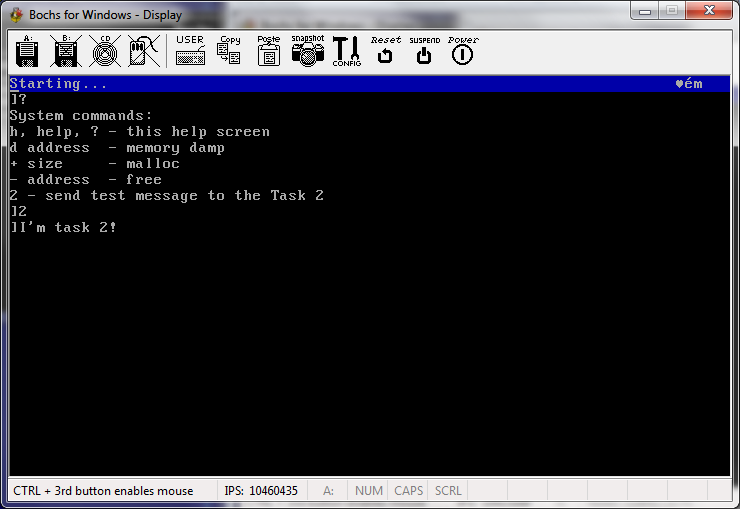 Bochs for Windows - Display
A: B: CD USER Copy Paste snapshot CONFIG Reset SUSPEND Power
Starting... ♥ém
]?
System commands:
h, help, ? - this help screen
d address  - memory damp
+ size     - malloc
- address  - free
2 - send test message to the Task 2
]2
]I'm task 2!
CTRL + 3rd button enables mouse IPS: 10460435 A: NUM CAPS SCRL